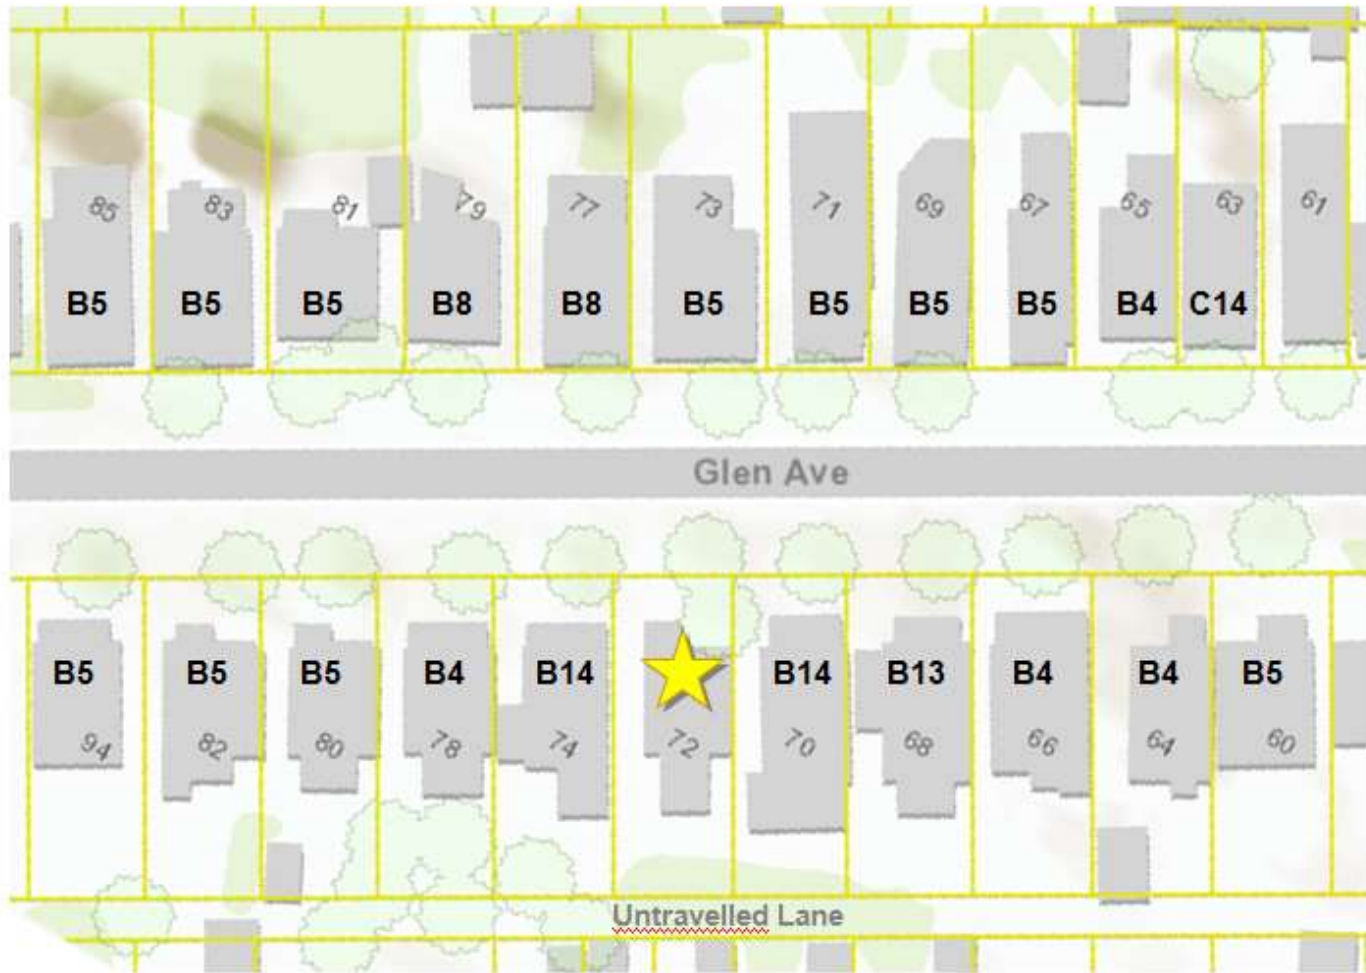 85 83 81 79 77 73 71 69 67 65 63 61
B5 B5 B5 B8 B8 B5 B5 B5 B5 B4 C14
Glen Ave
B5 B5 B5 B4 B14 B14 B13 B4 B4 B5
94 82 80 78 74 72 70 68 66 64 60
Untravelled Lane